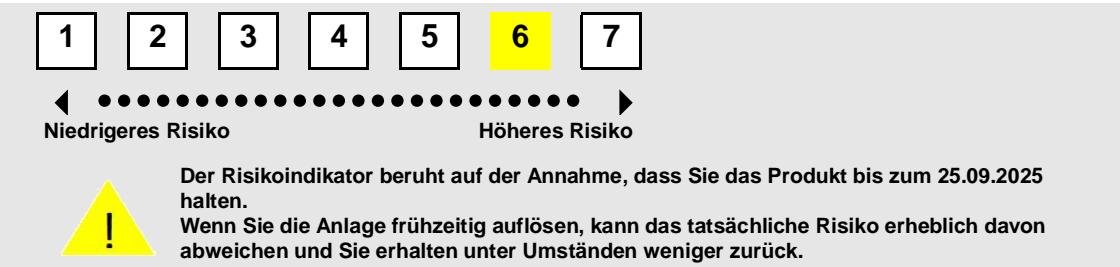 1 2 3 4 5 6 7
Niedrigeres Risiko Höheres Risiko
Der Risikoindikator beruht auf der Annahme, dass Sie das Produkt bis zum 25.09.2025
halten.
Wenn Sie die Anlage frühzeitig auflösen, kann das tatsächliche Risiko erheblich davon
abweichen und Sie erhalten unter Umständen weniger zurück.
!